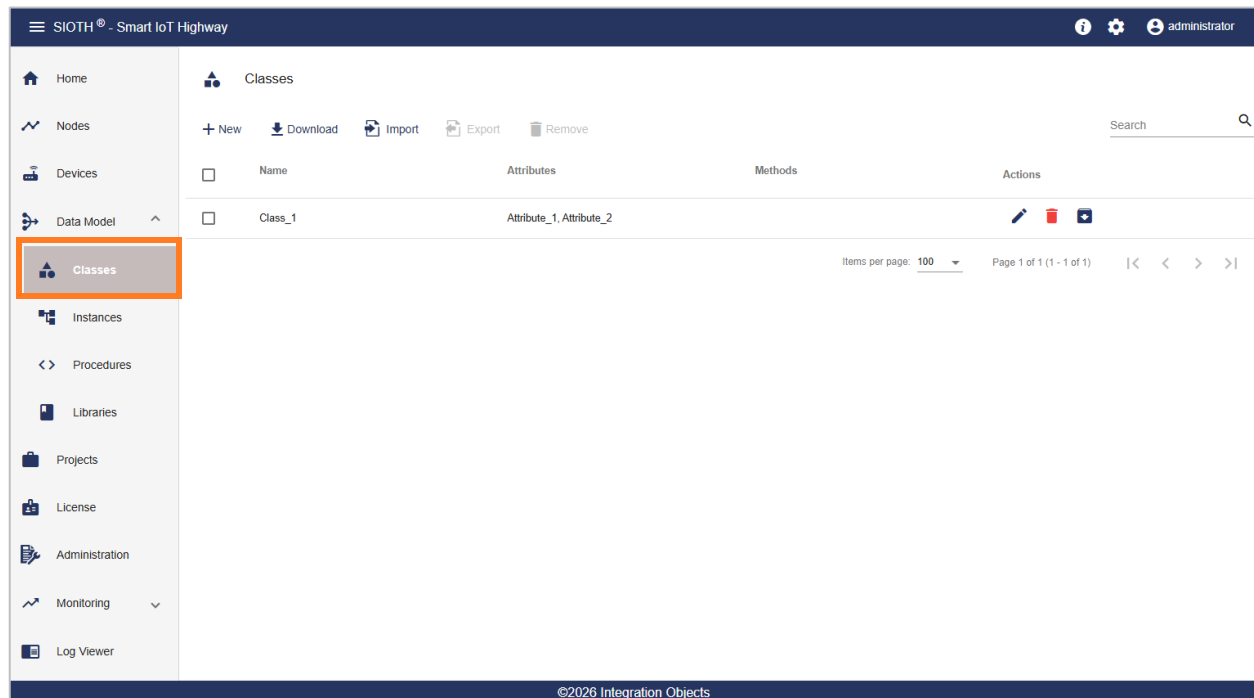 SIOTH ® - Smart IoT Highway
administrator
Home
Nodes
Devices
Data Model
Classes
Instances
Procedures
Libraries
Projects
License
Administration
Monitoring
Log Viewer
Classes
New Download Import Export Remove
Search
Name Attributes Methods Actions
Class_1 Attribute_1, Attribute_2
Items per page: 100 Page 1 of 1 (1 - 1 of 1)
©2026 Integration Objects